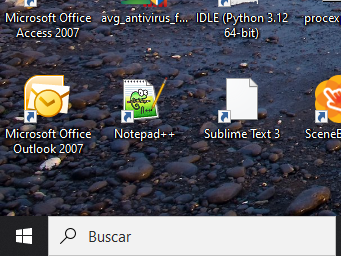 Microsoft Office
Access 2007
avg_antivirus_f...
IDLE (Python 3.12
64-bit)
procex
Microsoft Office
Outlook 2007
Notepad++
Sublime Text 3
SceneB
Buscar